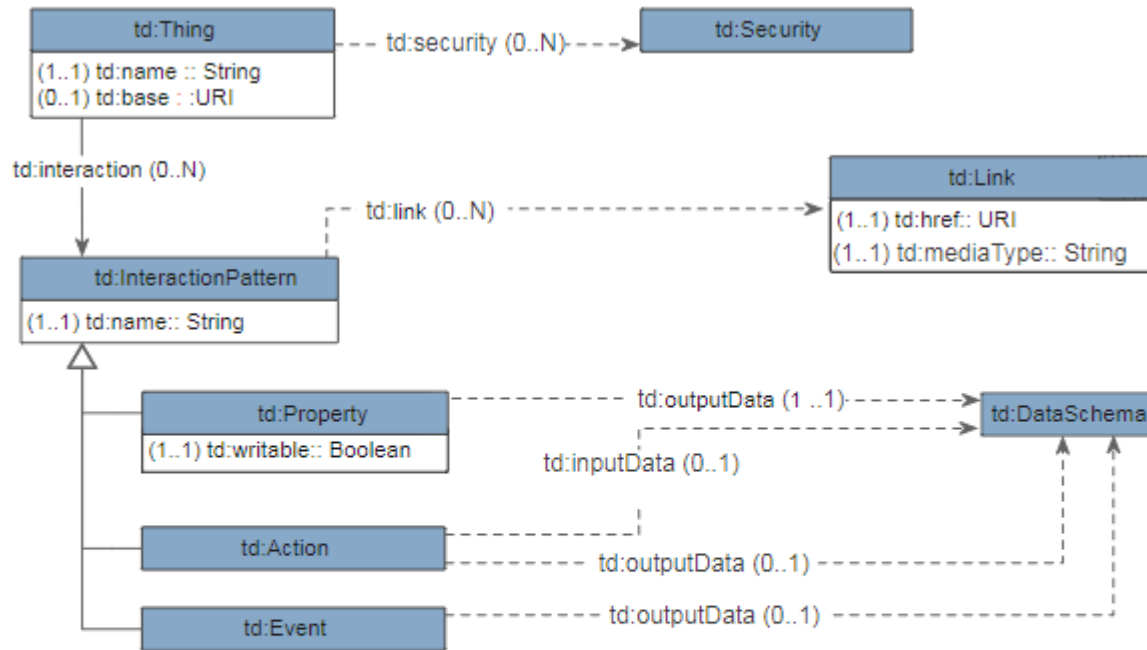 td:Thing
td:security (0..N)
td:Security
(1..1) td:name :: String
(0..1) td:base : :URI
td:interaction (0..N)
td:Link
td:link (0..N)
(1..1) td:href:: URI
(1..1) td:mediaType:: String
td:InteractionPattern
(1..1) td:name:: String
td:Property
td:outputData (1 ..1)
td:DataSchema
(1..1) td:writable:: Boolean
td:inputData (0..1)
td:Action
td:outputData (0..1)
td:Event
td:outputData (0..1)